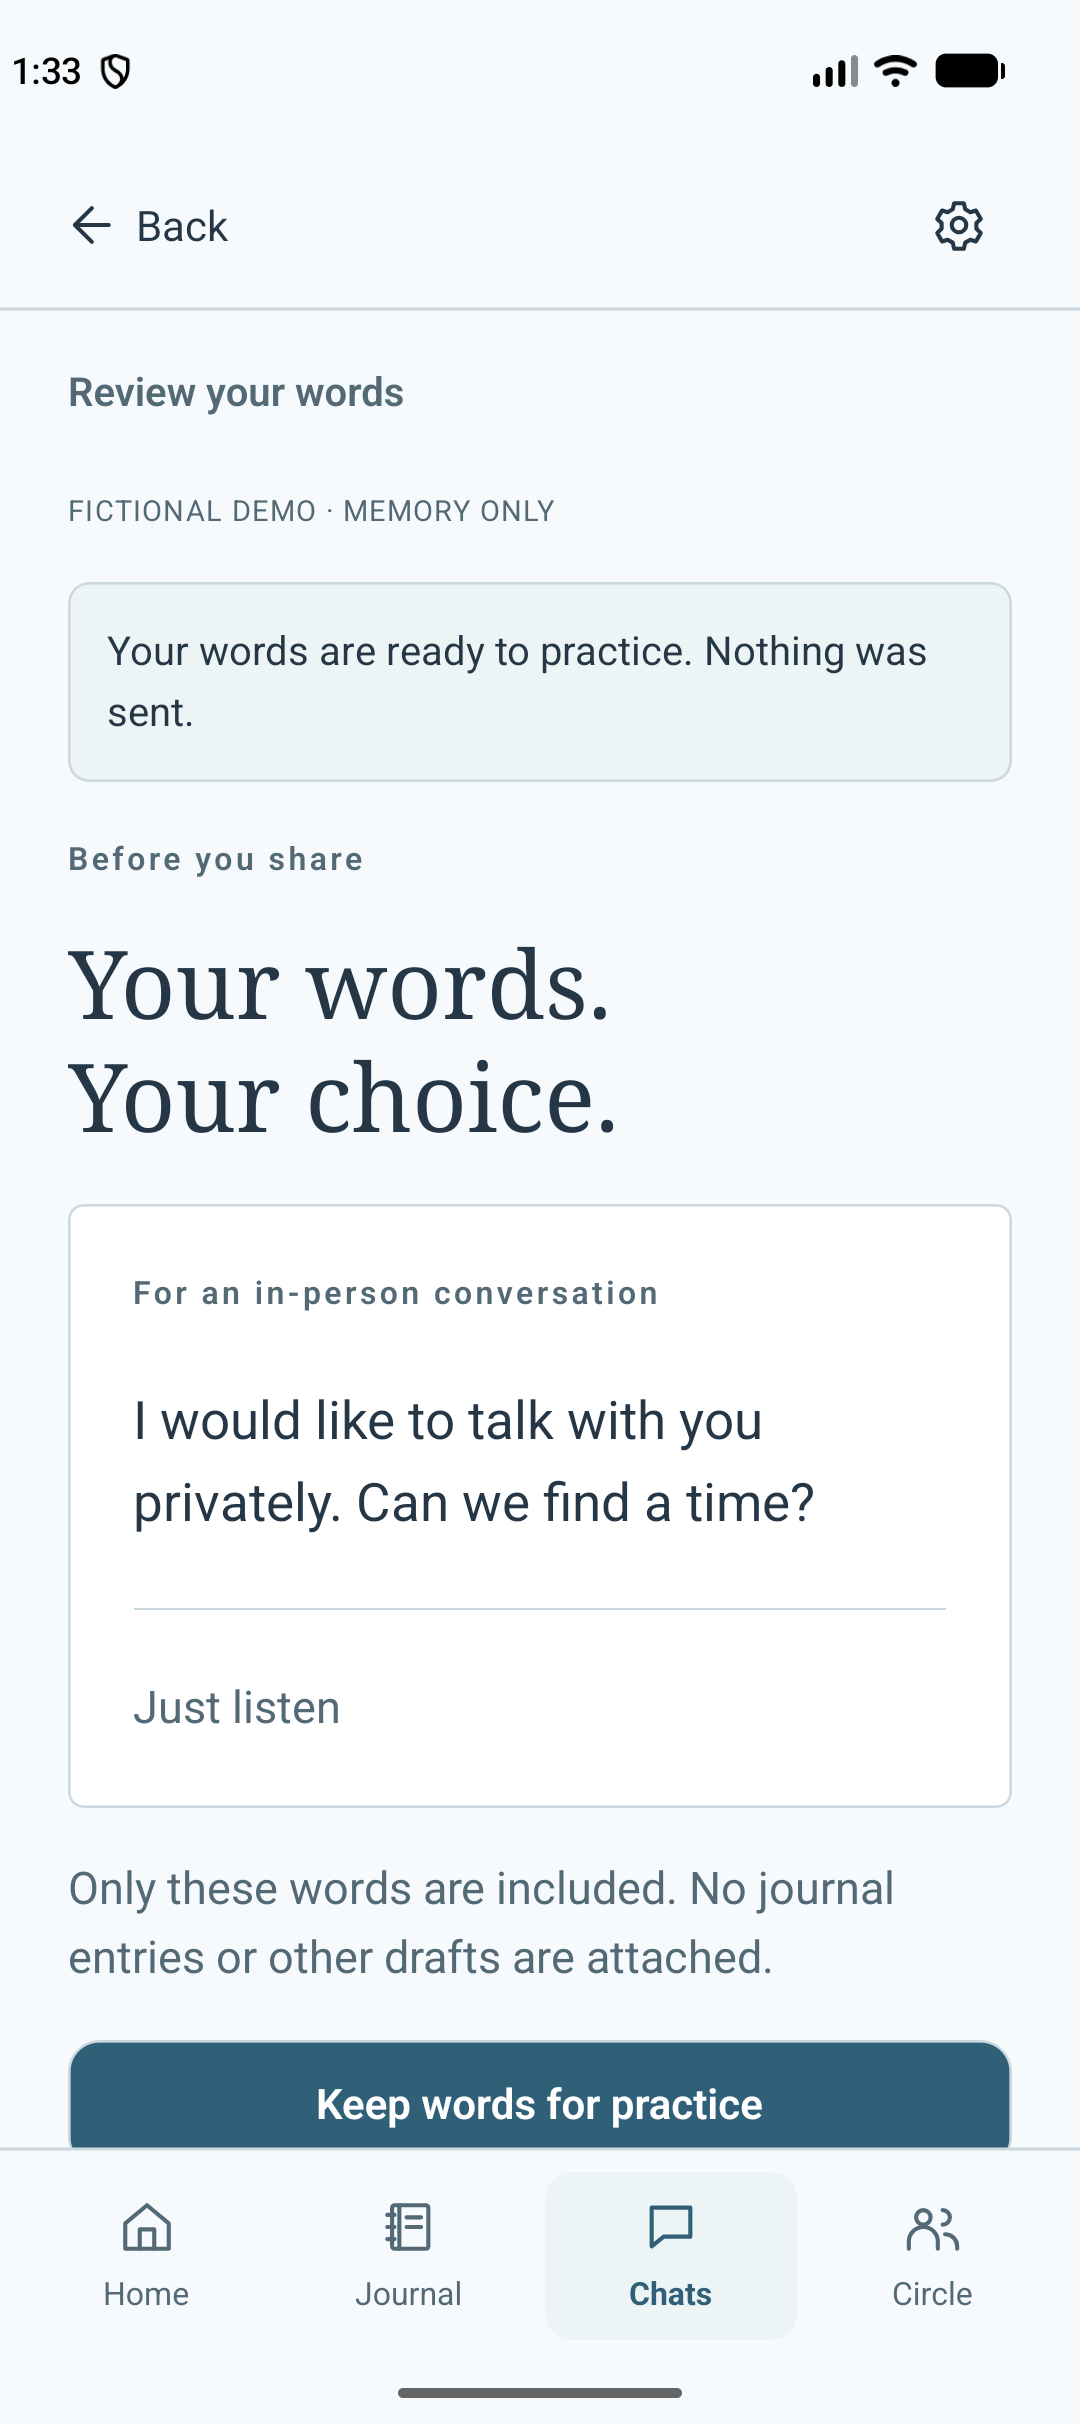 1:33
Back
Review your words
FICTIONAL DEMO · MEMORY ONLY
Your words are ready to practice. Nothing was
sent.
Before you share
Your words.
Your choice.
For an in-person conversation
I would like to talk with you
privately. Can we find a time?
Just listen
Only these words are included. No journal
entries or other drafts are attached.
Keep words for practice
Home
Journal
Chats
Circle